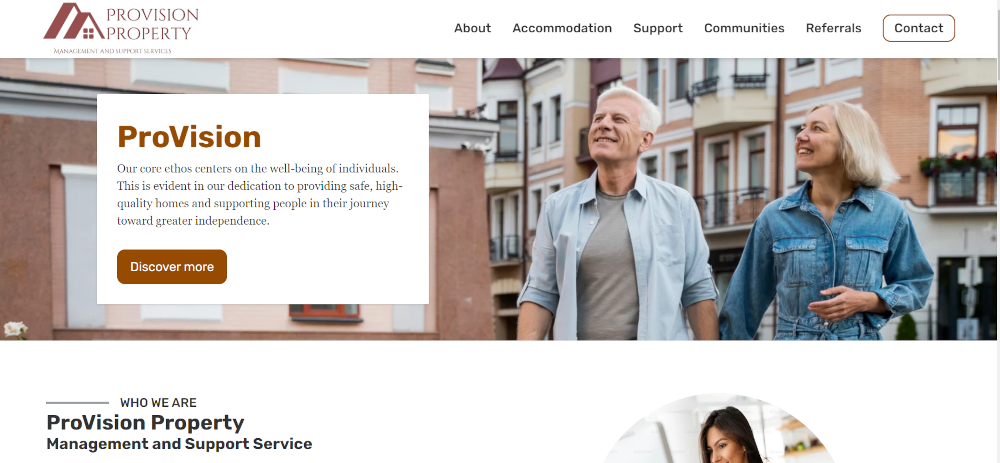 PROVISION
PROPERTY
MANAGEMENT AND SUPPORT SERVICES
About Accommodation Support Communities Referrals Contact
ProVision
Our core ethos centers on the well-being of individuals.
This is evident in our dedication to providing safe, high-
quality homes and supporting people in their journey
toward greater independence.
Discover more
WHO WE ARE
ProVision Property
Management and Support Service